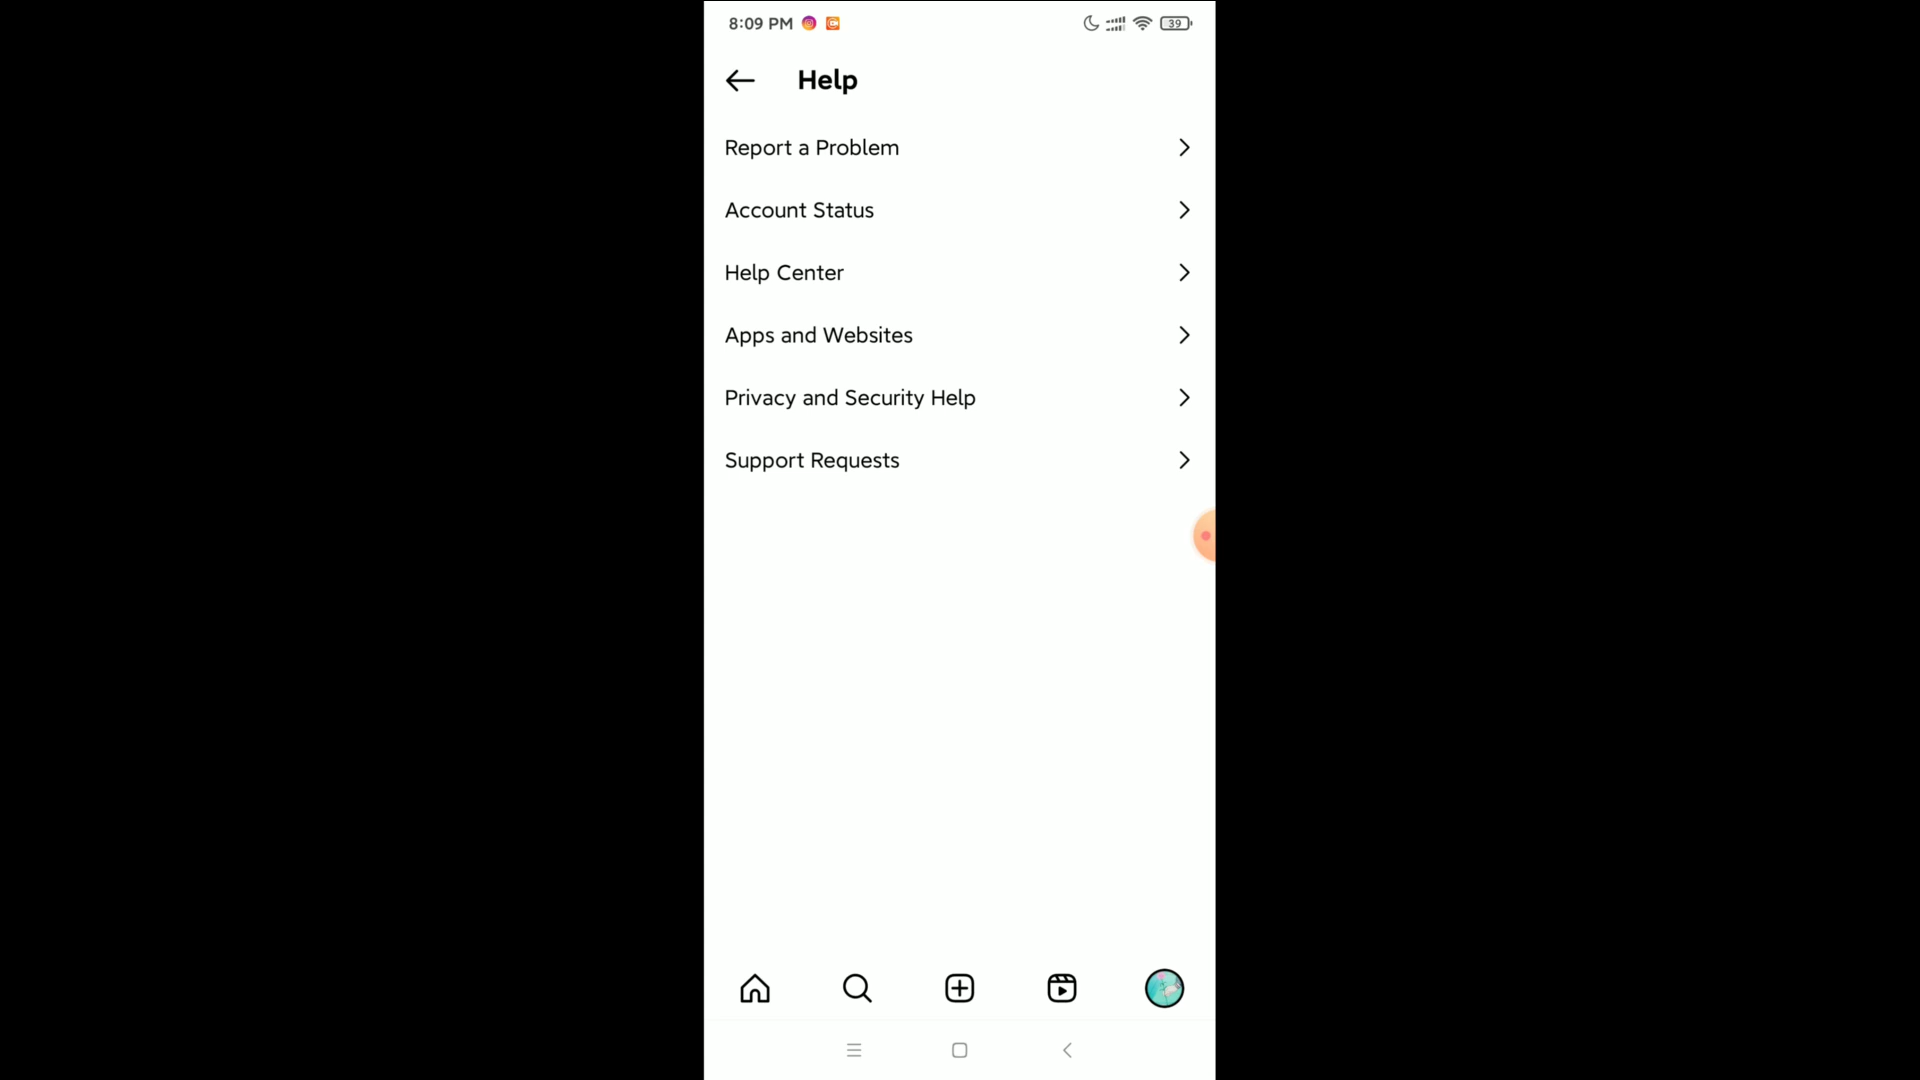 8:09 PM
39
Help
Report a Problem
Account Status
Help Center
Apps and Websites
Privacy and Security Help
Support Requests